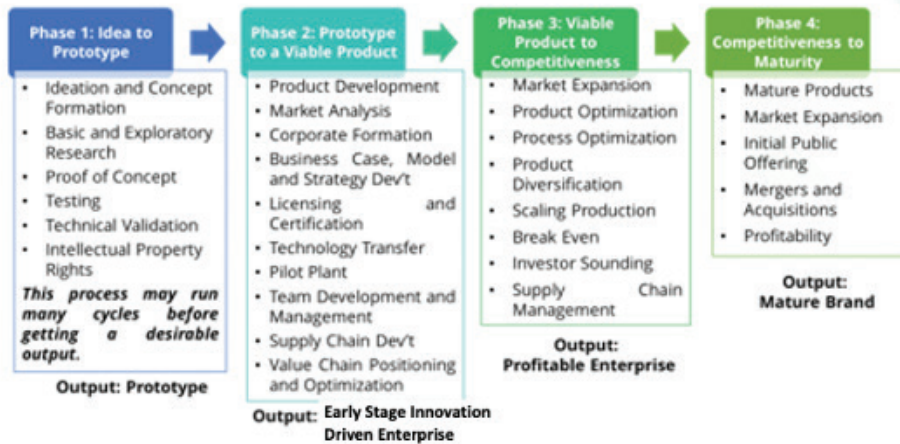 Phase 1: Idea to
Prototype
• Ideation and Concept
Formation
• Basic and Exploratory
Research
• Proof of Concept
• Testing
• Technical Validation
• Intellectual Property
Rights
This process may run
many cycles before
getting a desirable
output.
Output: Prototype
Phase 2: Prototype
to a Viable Product
• Product Development
• Market Analysis
• Corporate Formation
• Business Case, Model
and Strategy Dev't
• Licensing and
Certification
• Technology Transfer
• Pilot Plant
• Team Development and
Management
• Supply Chain Dev't
• Value Chain Positioning
and Optimization
Output: Early Stage Innovation
Driven Enterprise
Phase 3: Viable
Product to
Competitiveness
• Market Expansion
• Product Optimization
• Process Optimization
• Product
Diversification
• Scaling Production
• Break Even
• Investor Sounding
• Supply Chain
Management
Output:
Profitable Enterprise
Phase 4:
Competitiveness to
Maturity
• Mature Products
• Market Expansion
• Initial Public
Offering
• Mergers and
Acquisitions
• Profitability
Output:
Mature Brand